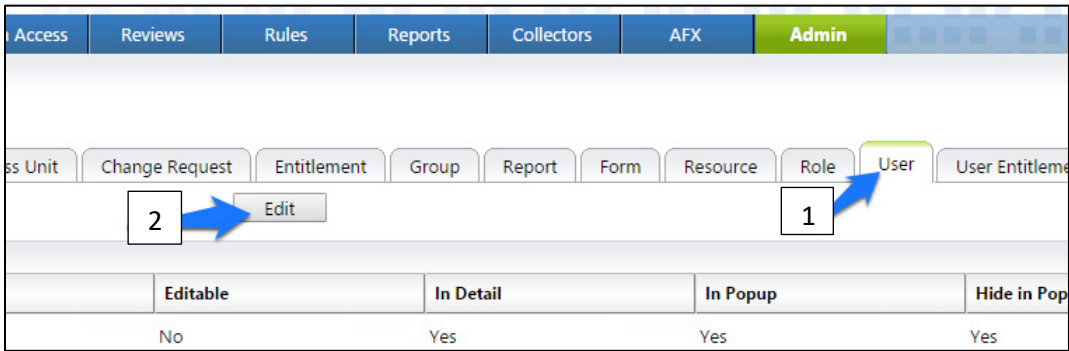 Access Reviews Rules Reports Collectors AFX Admin
ss Unit Change Request Entitlement Group Report Form Resource Role User User Entitleme
2 Edit 1
Editable In Detail In Popup Hide in Pop
No Yes Yes Yes